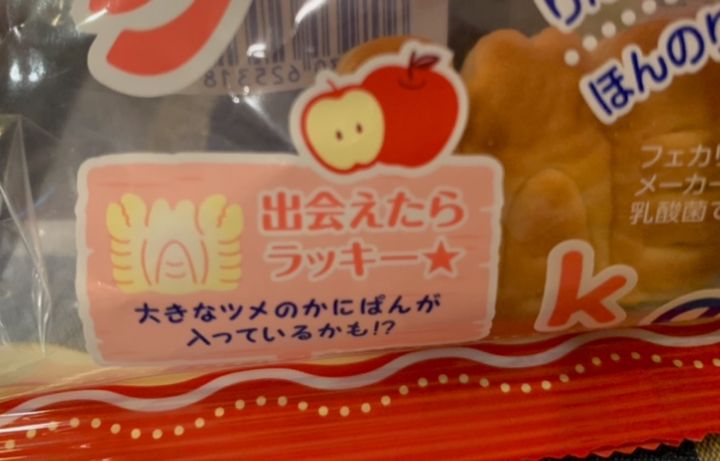 625318
ほんのり
フェカリ
メーカー
乳酸菌で
出会えたら
ラッキー★
大きなツメのかにぱんが
入っているかも!?
k